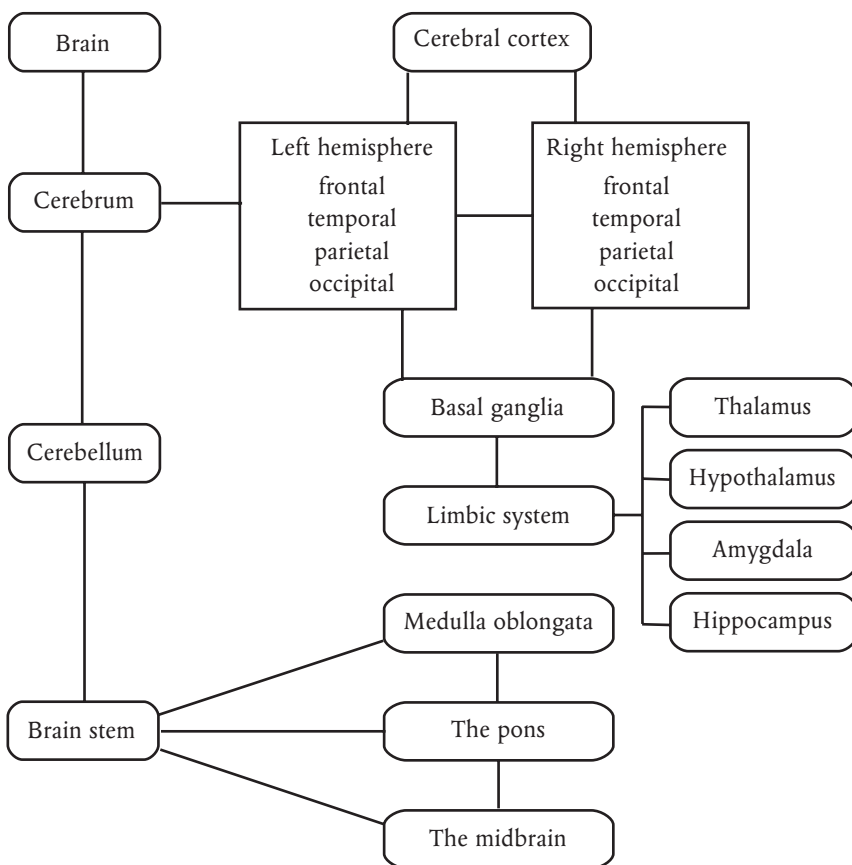 Brain
Cerebral cortex
Left hemisphere
frontal
temporal
parietal
occipital
Right hemisphere
frontal
temporal
parietal
occipital
Cerebrum
Basal ganglia
Thalamus
Cerebellum
Hypothalamus
Limbic system
Amygdala
Hippocampus
Medulla oblongata
Brain stem
The pons
The midbrain